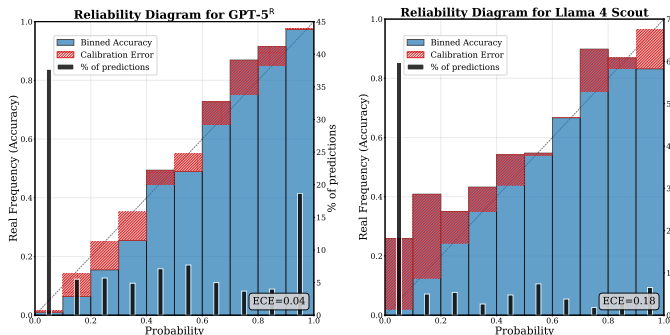 Reliability Diagram for GPT-5ᴿ
Binned Accuracy
Calibration Error
% of predictions
Real Frequency (Accuracy)
1.0
0.8
0.6
0.4
0.2
0.0
45
40
35
30
25
20
15
10
5
0
% of predictions
ECE=0.04
0.0 0.2 0.4 0.6 0.8 1.0
Probability
Reliability Diagram for Llama 4 Scout
Binned Accuracy
Calibration Error
% of predictions
Real Frequency (Accuracy)
1.0
0.8
0.6
0.4
0.2
0.0
ECE=0.18
0.0 0.2 0.4 0.6 0.8 1.0
Probability